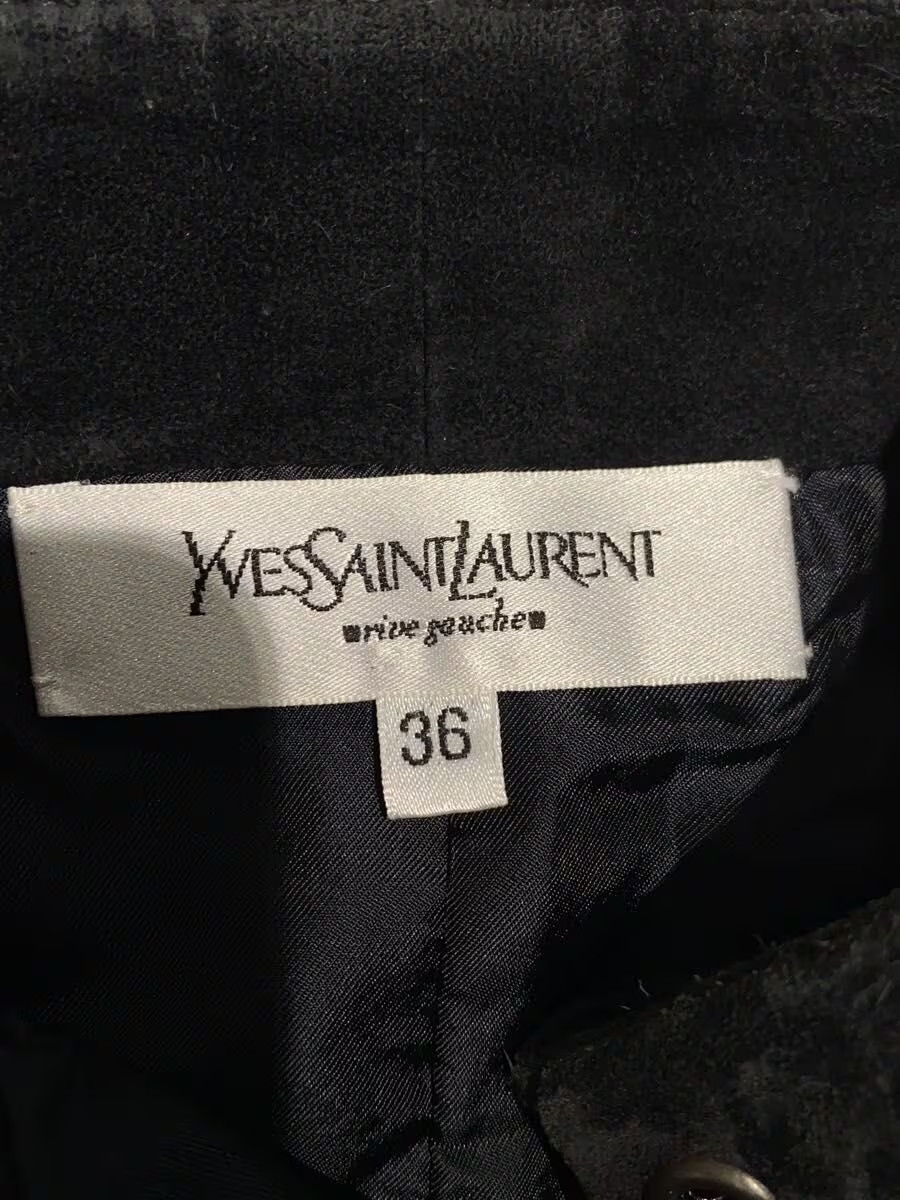 YVESSAINTLAURENT
rive gauche
36